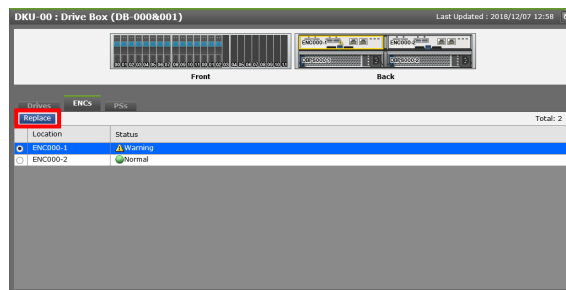 DKU-00 : Drive Box (DB-000&001)
Last Updated : 2018/12/07 12:58
ENC000-1
ENC000-2
Front
Back
Drives
ENCs
PSs
Replace
Total: 2
Location Status
ENC000-1 Warning
ENC000-2 Normal